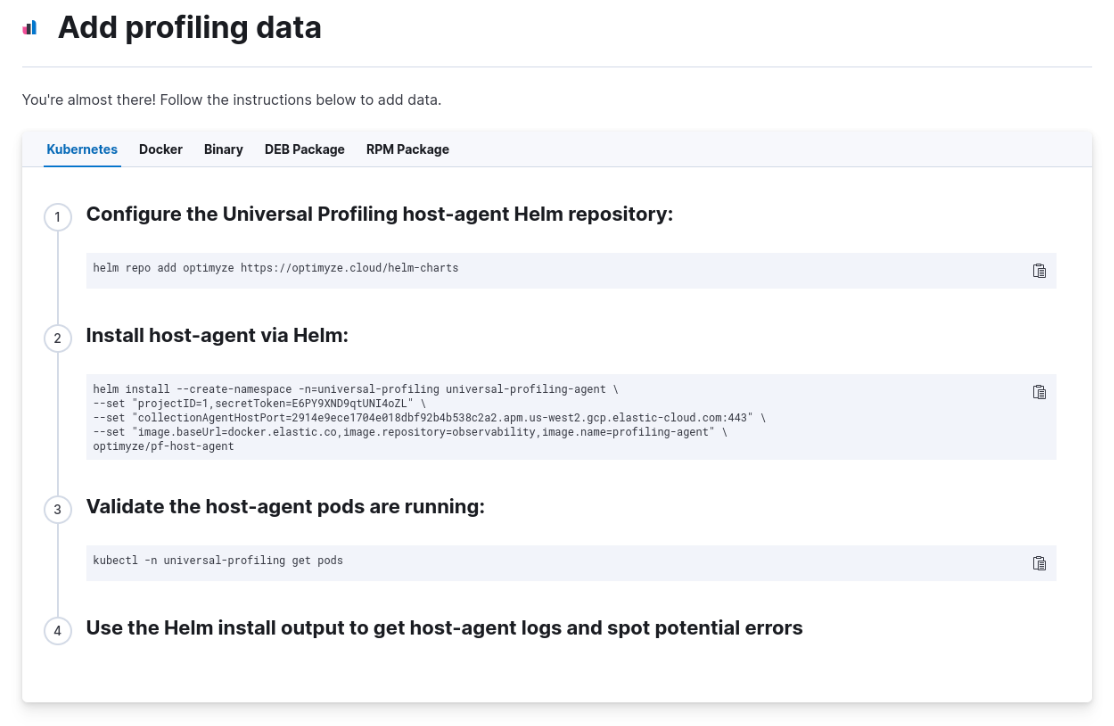 Add profiling data
You're almost there! Follow the instructions below to add data.
Kubernetes Docker Binary DEB Package RPM Package
1 Configure the Universal Profiling host-agent Helm repository:
helm repo add optimyze https://optimyze.cloud/helm-charts
2 Install host-agent via Helm:
helm install --create-namespace -n=universal-profiling universal-profiling-agent \
--set "projectID=1,secretToken=E6PY9XND9qtUNI4oZL" \
--set "collectionAgentHostPort=2914e9ece1704e018dbf92b4b538c2a2.apm.us-west2.gcp.elastic-cloud.com:443" \
--set "image.baseUrl=docker.elastic.co,image.repository=observability,image.name=profiling-agent" \
optimyze/pf-host-agent
3 Validate the host-agent pods are running:
kubectl -n universal-profiling get pods
4 Use the Helm install output to get host-agent logs and spot potential errors